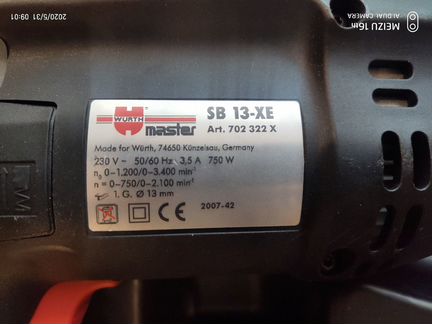 2020/5/31 09:01
MEIZU 16th
AI DUAL CAMERA
WÜRTH
master
SB 13-XE
Art. 702 322 X
Made for Würth, 74650 Künzelsau, Germany
230 V ~ 50/60 Hz 3,5 A 750 W
n₀ 0–1.200/0–3.400 min⁻¹
n = 0–750/0–2.100 min⁻¹
1. G. Ø 13 mm
CE
2007-42
M